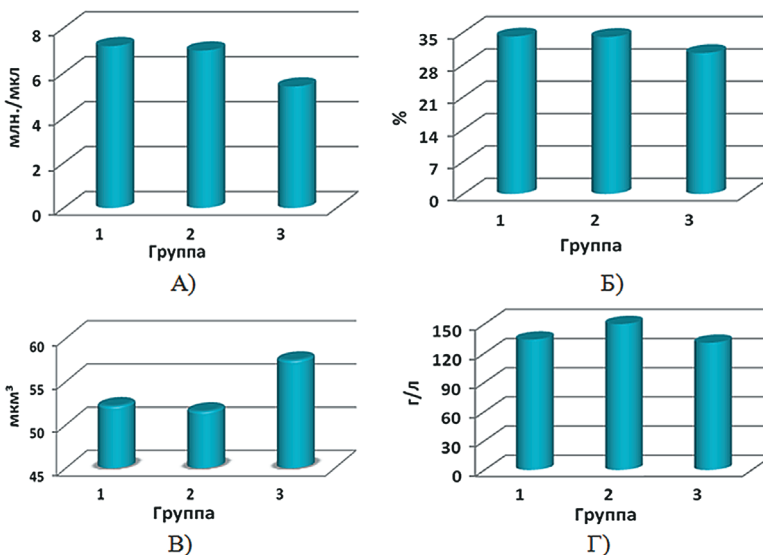 млн./мкл
8
6
4
2
0
1 2 3
Группа
А)
%
35
28
21
14
7
0
1 2 3
Группа
Б)
мкм³
60
55
50
45
1 2 3
Группа
В)
г/л
150
120
90
60
30
0
1 2 3
Группа
Г)